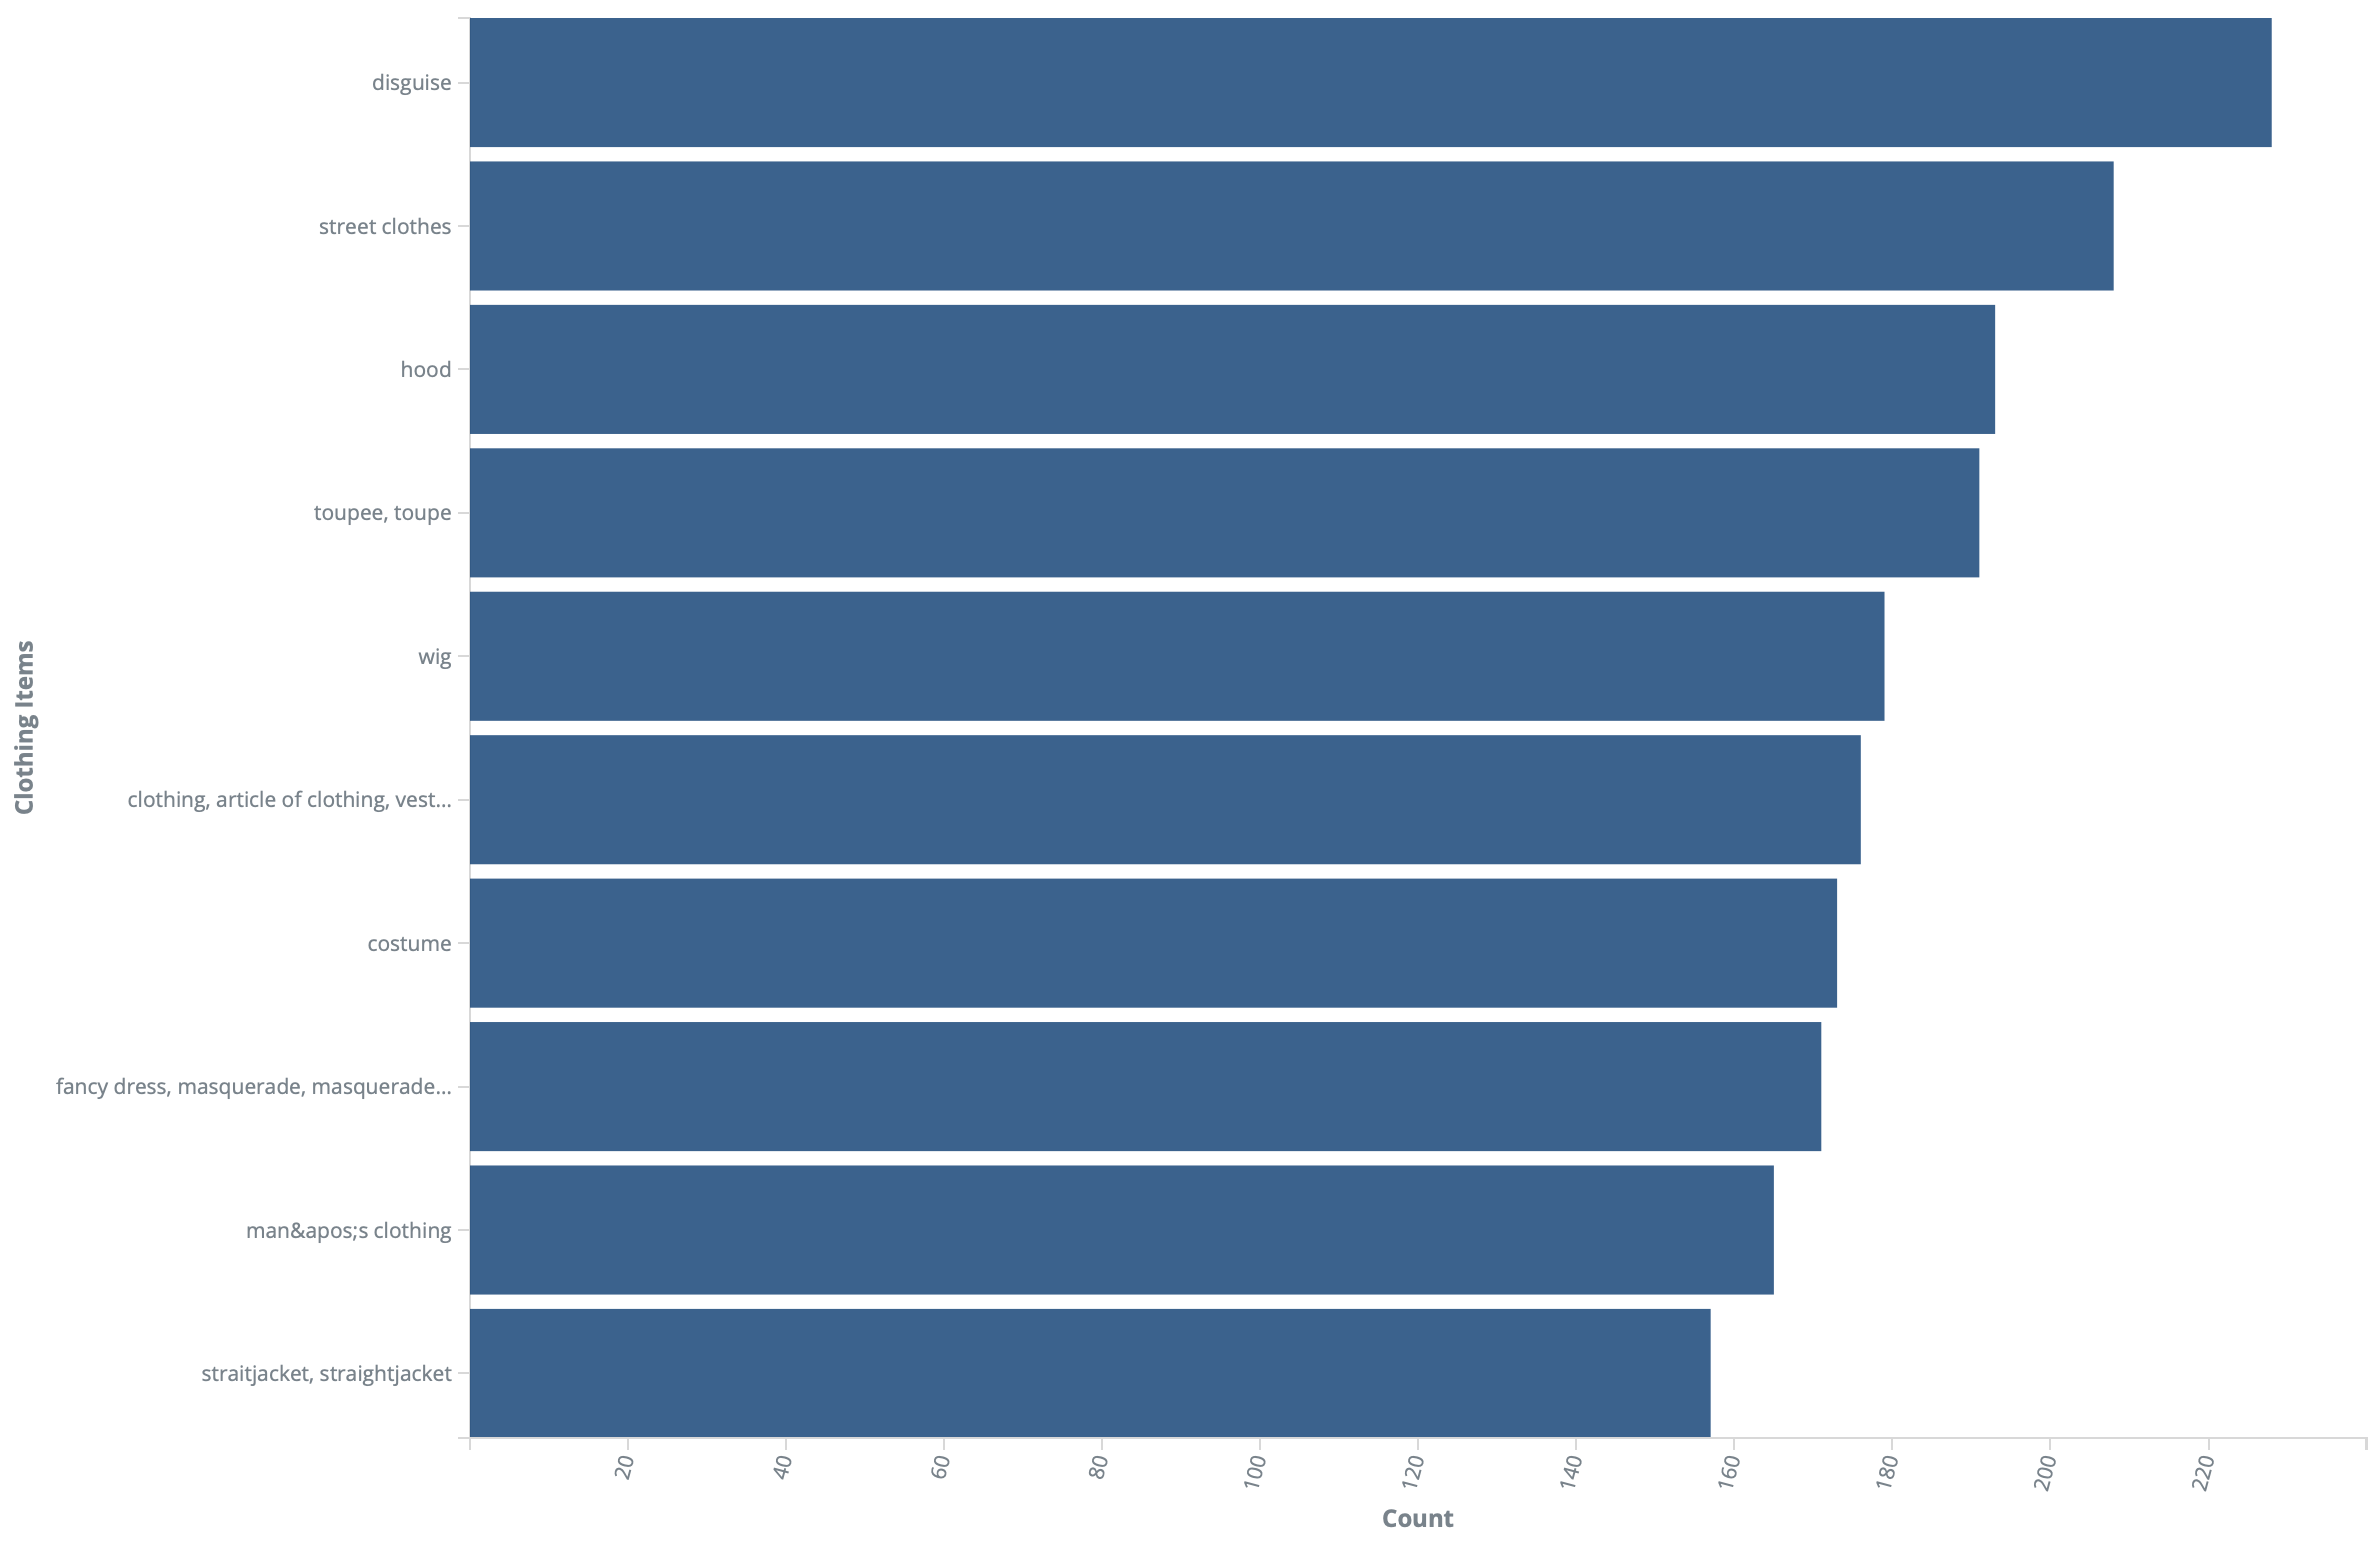 disguise
street clothes
hood
toupee, toupe
wig
clothing, article of clothing, vest...
costume
fancy dress, masquerade, masquerade...
man&apos;s clothing
straitjacket, straightjacket
Clothing Items
20 40 60 80 100 120 140 160 180 200 220
Count